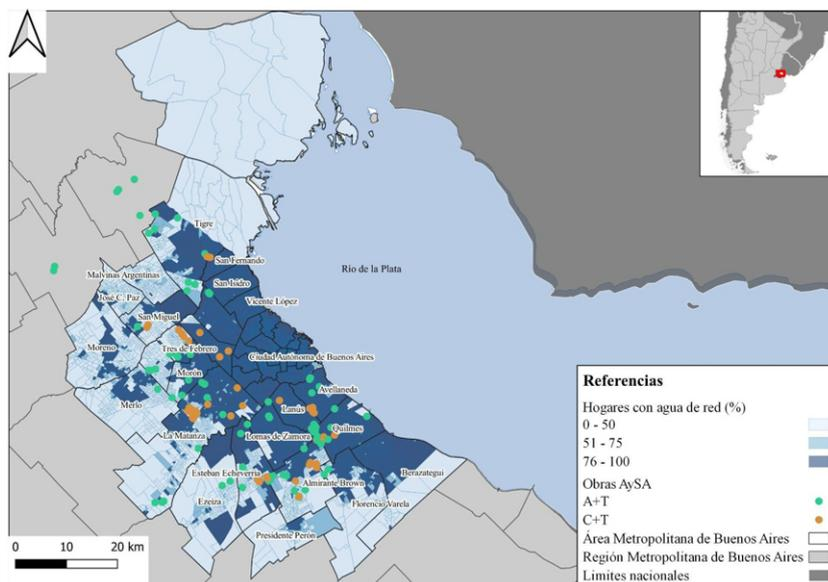 Tigre
San Fernando
Malvinas Argentinas
San Isidro
Río de la Plata
José C. Paz
Vicente López
San Miguel
Moreno
Tres de Febrero
Ciudad Autónoma de Buenos Aires
Morón
Avellaneda
Merlo
Lanús
Quilmes
La Matanza
Lomas de Zamora
Esteban Echeverría
Berazategui
Almirante Brown
Ezeiza
Florencio Varela
Presidente Perón
0 10 20 km
Referencias
Hogares con agua de red (%)
0 - 50
51 - 75
76 - 100
Obras AySA
A+T
C+T
Área Metropolitana de Buenos Aires
Región Metropolitana de Buenos Aires
Limites nacionales